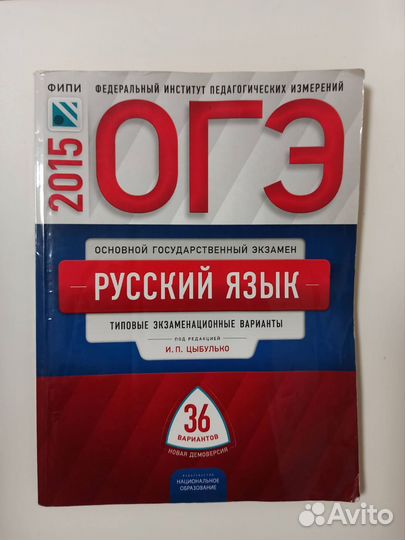 ФИПИ
ФЕДЕРАЛЬНЫЙ ИНСТИТУТ ПЕДАГОГИЧЕСКИХ ИЗМЕРЕНИЙ
2015
ОГЭ
ОСНОВНОЙ ГОСУДАРСТВЕННЫЙ ЭКЗАМЕН
РУССКИЙ ЯЗЫК
ТИПОВЫЕ ЭКЗАМЕНАЦИОННЫЕ ВАРИАНТЫ
ПОД РЕДАКЦИЕЙ
И. П. ЦЫБУЛЬКО
36
ВАРИАНТОВ
НОВАЯ ДЕМОВЕРСИЯ
ИЗДАТЕЛЬСТВО
НАЦИОНАЛЬНОЕ
ОБРАЗОВАНИЕ
Avito